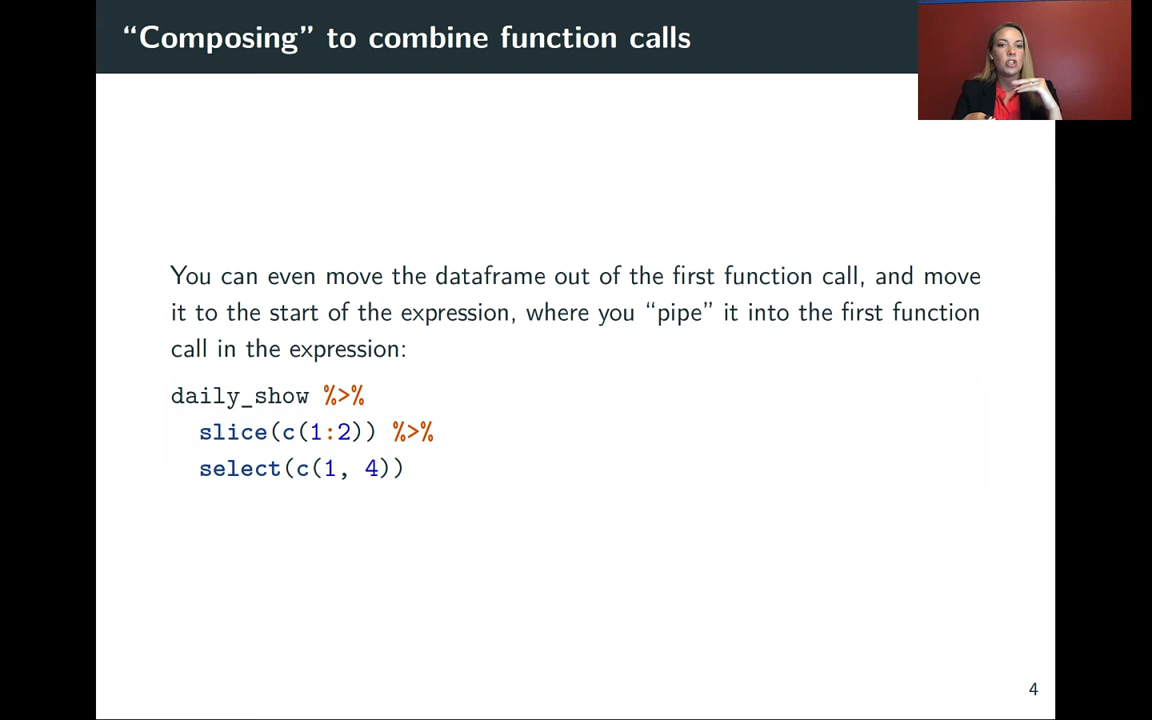 “Composing” to combine function calls
You can even move the dataframe out of the first function call, and move
it to the start of the expression, where you “pipe” it into the first function
call in the expression:
daily_show %>%
  slice(c(1:2)) %>%
  select(c(1, 4))
4